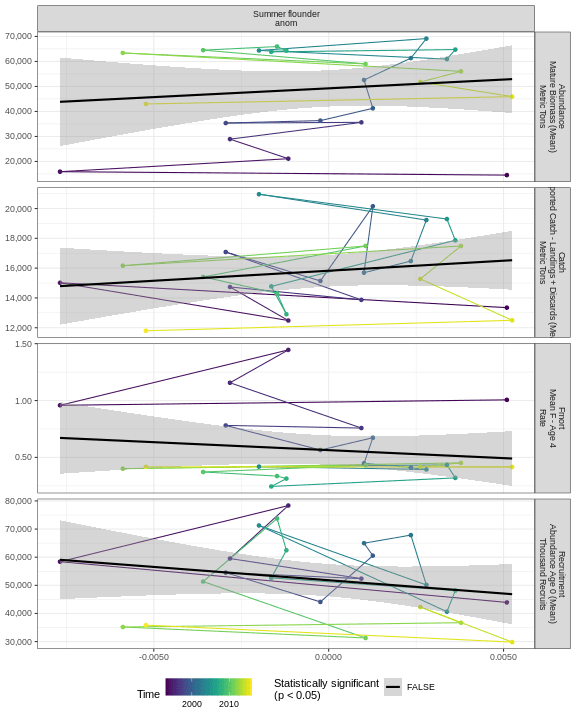 Summer flounder
anom
70,000
60,000
50,000
40,000
30,000
20,000
Abundance
Mature Biomass (Mean)
Metric Tons
20,000
18,000
16,000
14,000
12,000
Catch
Catch - Landings + Discards
Metric Tons
1.50
1.00
0.50
Fmort
Mean F - Age 4
Rate
80,000
70,000
60,000
50,000
40,000
30,000
Recruitment
Abundance Age 0 (Mean)
Thousand Recruits
-0.0050
0.0000
0.0050
Time
2000
2010
Statistically significant
(p < 0.05)
FALSE